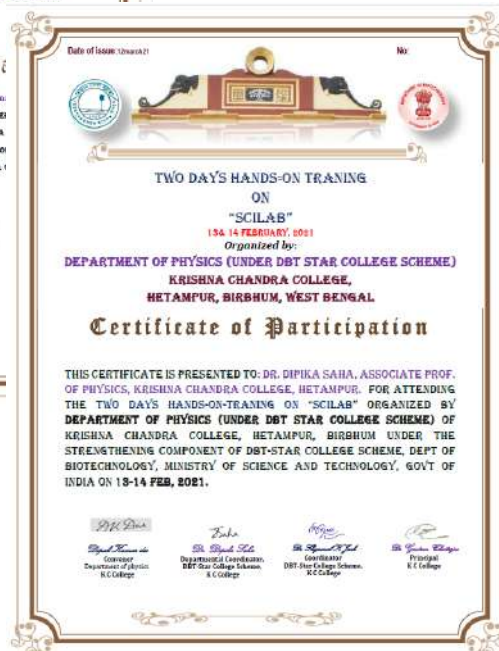 Date of issue: 12march21
No:
TWO DAYS HANDS-ON TRANING
ON
"SCILAB"
13& 14 FEBRUARY, 2021
Organized by:
DEPARTMENT OF PHYSICS (UNDER DBT STAR COLLEGE SCHEME)
KRISHNA CHANDRA COLLEGE,
HETAMPUR, BIRBHUM, WEST BENGAL
Certificate of Participation
THIS CERTIFICATE IS PRESENTED TO: DR. DIPIKA SAHA, ASSOCIATE PROF.
OF PHYSICS, KRISHNA CHANDRA COLLEGE, HETAMPUR. FOR ATTENDING
THE TWO DAYS HANDS-ON-TRANING ON "SCILAB" ORGANIZED BY
DEPARTMENT OF PHYSICS (UNDER DBT STAR COLLEGE SCHEME) OF
KRISHNA CHANDRA COLLEGE, HETAMPUR, BIRBHUM UNDER THE
STRENGTHENING COMPONENT OF DBT-STAR COLLEGE SCHEME, DEPT OF
BIOTECHNOLOGY, MINISTRY OF SCIENCE AND TECHNOLOGY, GOV'T OF
INDIA ON 13-14 FEB, 2021.
Convenor
Department of physics
K C College
Dr. Dipika Saha
Departmental Coordinator,
DBT-Star College Scheme,
K C College
Coordinator
DBT-Star College Scheme,
K C College
Principal
K C College